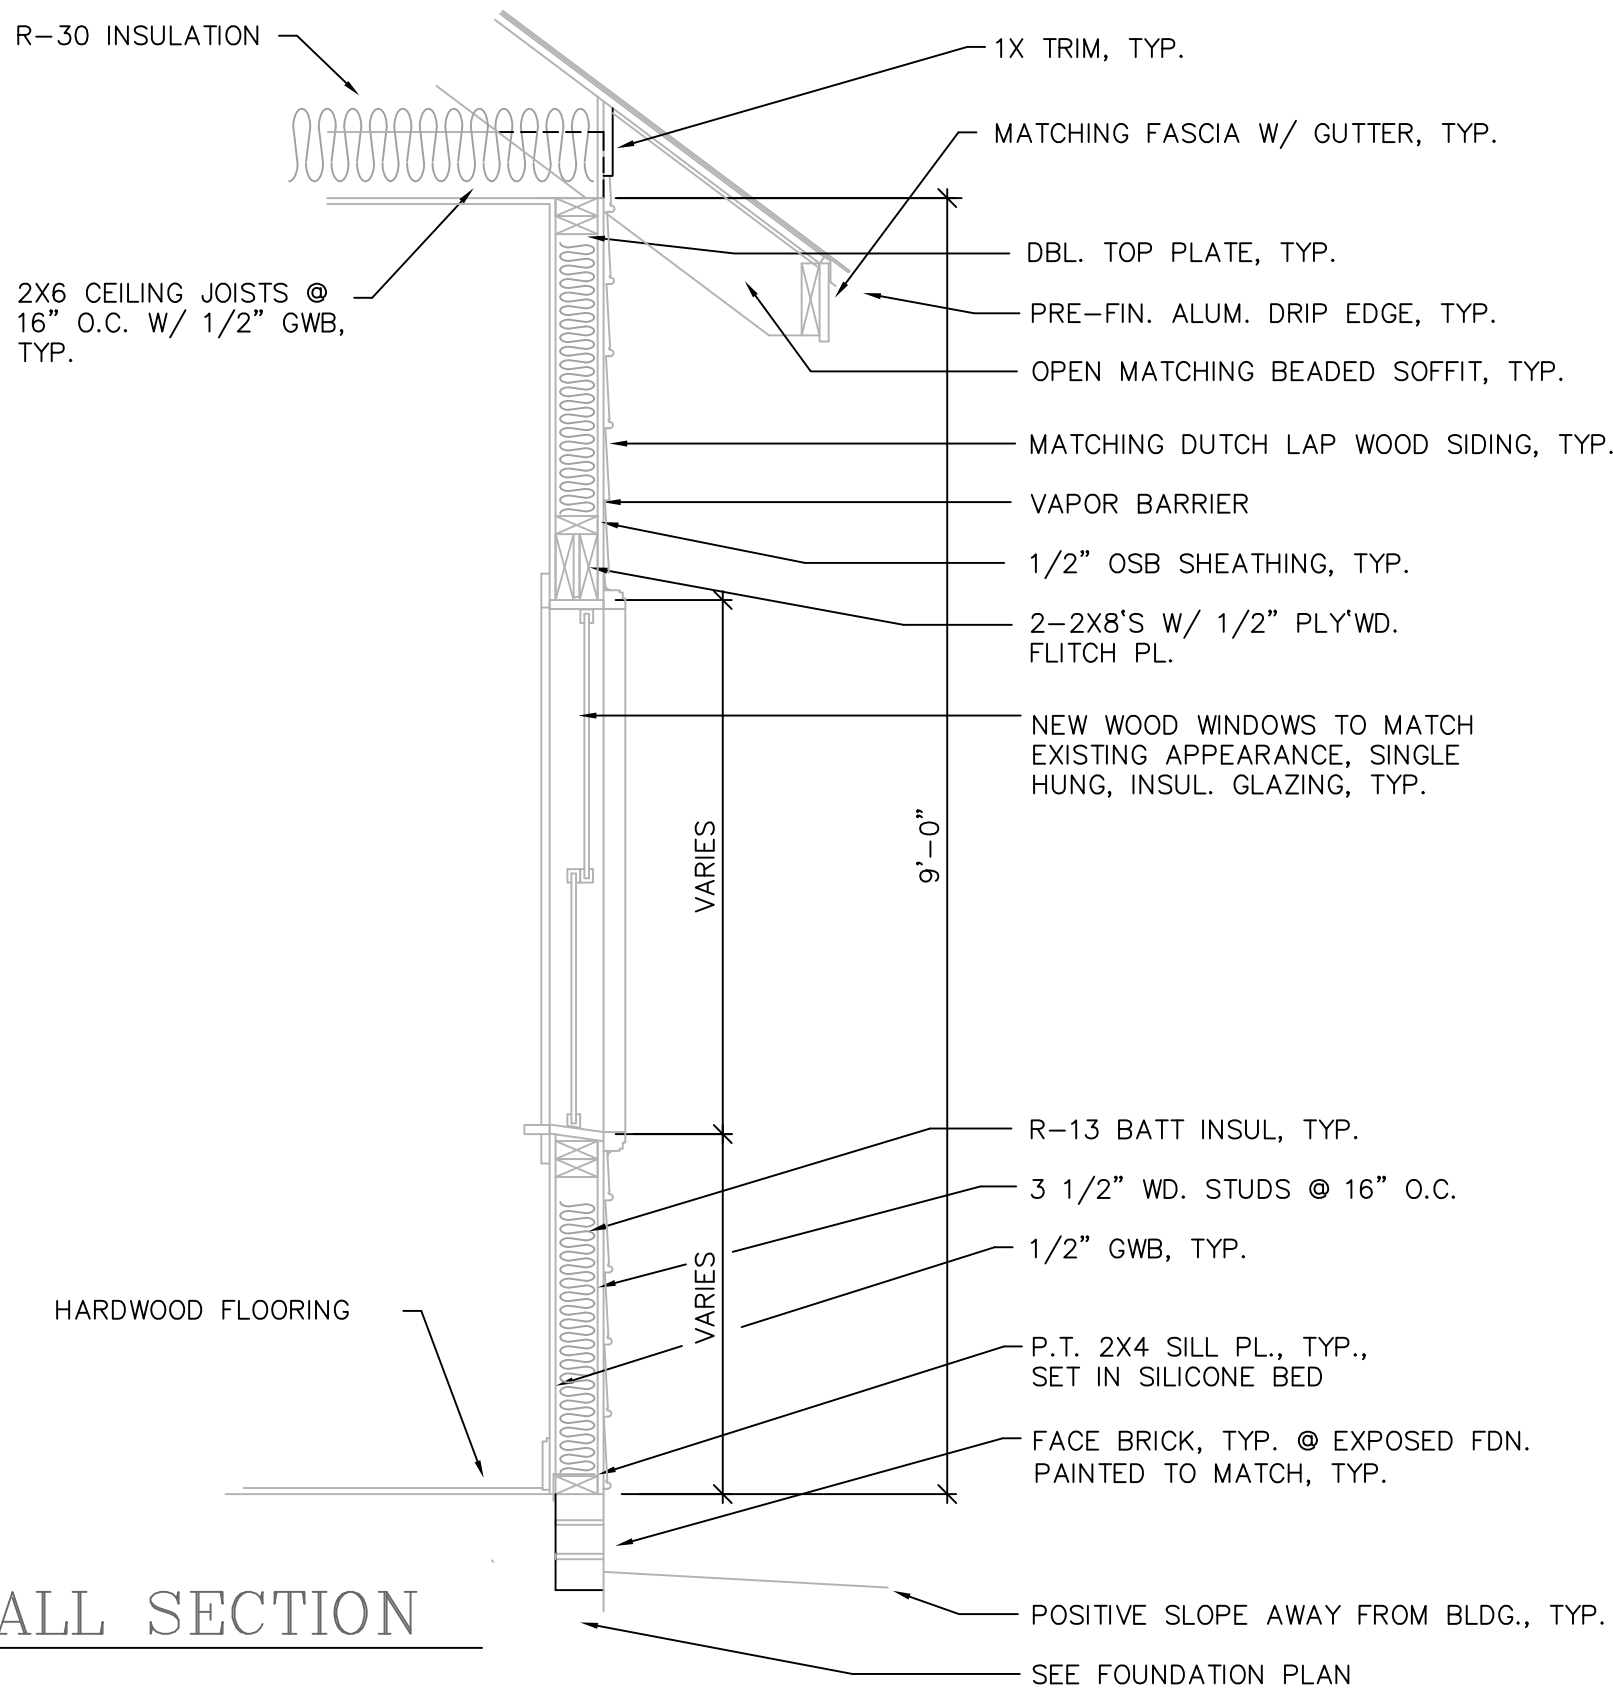 R-30 INSULATION
1X TRIM, TYP.
MATCHING FASCIA W/ GUTTER, TYP.
DBL. TOP PLATE, TYP.
2X6 CEILING JOISTS @
16" O.C. W/ 1/2" GWB,
TYP.
PRE-FIN. ALUM. DRIP EDGE, TYP.
OPEN MATCHING BEADED SOFFIT, TYP.
MATCHING DUTCH LAP WOOD SIDING, TYP.
VAPOR BARRIER
1/2" OSB SHEATHING, TYP.
2-2X8'S W/ 1/2" PLY'WD.
FLITCH PL.
NEW WOOD WINDOWS TO MATCH
EXISTING APPEARANCE, SINGLE
HUNG, INSUL. GLAZING, TYP.
VARIES
9'-0"
R-13 BATT INSUL, TYP.
3 1/2" WD. STUDS @ 16" O.C.
1/2" GWB, TYP.
VARIES
HARDWOOD FLOORING
P.T. 2X4 SILL PL., TYP.,
SET IN SILICONE BED
FACE BRICK, TYP. @ EXPOSED FDN.
PAINTED TO MATCH, TYP.
ALL SECTION
POSITIVE SLOPE AWAY FROM BLDG., TYP.
SEE FOUNDATION PLAN